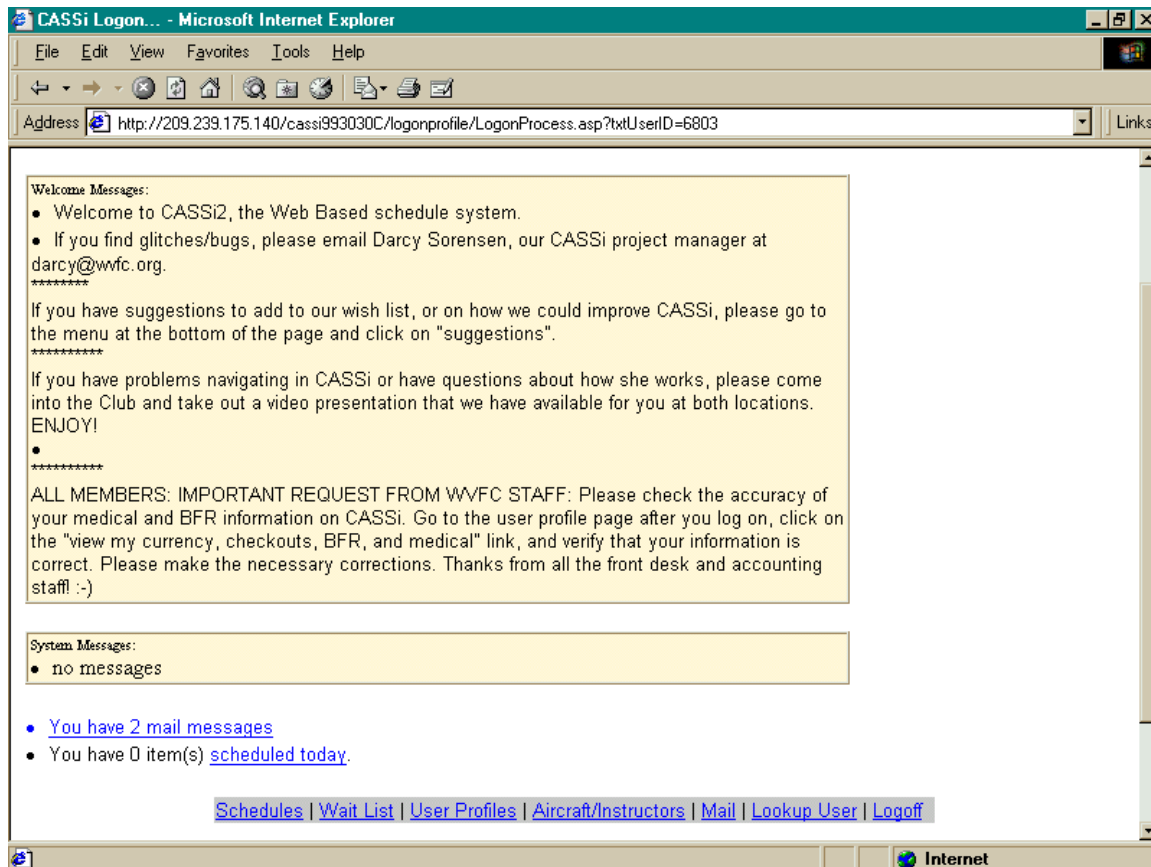 CASSi Logon... - Microsoft Internet Explorer
File Edit View Favorites Tools Help
Address http://209.239.175.140/cassi993030C/logonprofile/LogonProcess.asp?txtUserID=6803 Links
Welcome Messages:
• Welcome to CASSi2, the Web Based schedule system.
• If you find glitches/bugs, please email Darcy Sorensen, our CASSi project manager at
darcy@wvfc.org.
********
If you have suggestions to add to our wish list, or on how we could improve CASSi, please go to
the menu at the bottom of the page and click on "suggestions".
**********
If you have problems navigating in CASSi or have questions about how she works, please come
into the Club and take out a video presentation that we have available for you at both locations.
ENJOY!
•
**********
ALL MEMBERS: IMPORTANT REQUEST FROM WVFC STAFF: Please check the accuracy of
your medical and BFR information on CASSi. Go to the user profile page after you log on, click on
the "view my currency, checkouts, BFR, and medical" link, and verify that your information is
correct. Please make the necessary corrections. Thanks from all the front desk and accounting
staff! :-)
System Messages:
• no messages
• You have 2 mail messages
• You have 0 item(s) scheduled today.
Schedules | Wait List | User Profiles | Aircraft/Instructors | Mail | Lookup User | Logoff
Internet